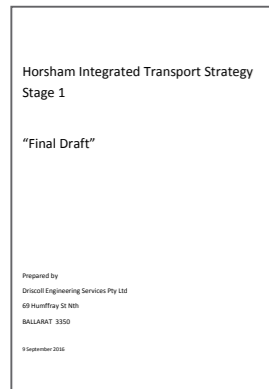 Horsham Integrated Transport Strategy
Stage 1
“Final Draft”
Prepared by
Driscoll Engineering Services Pty Ltd
69 Humffray St Nth
BALLARAT 3350
9 September 2016